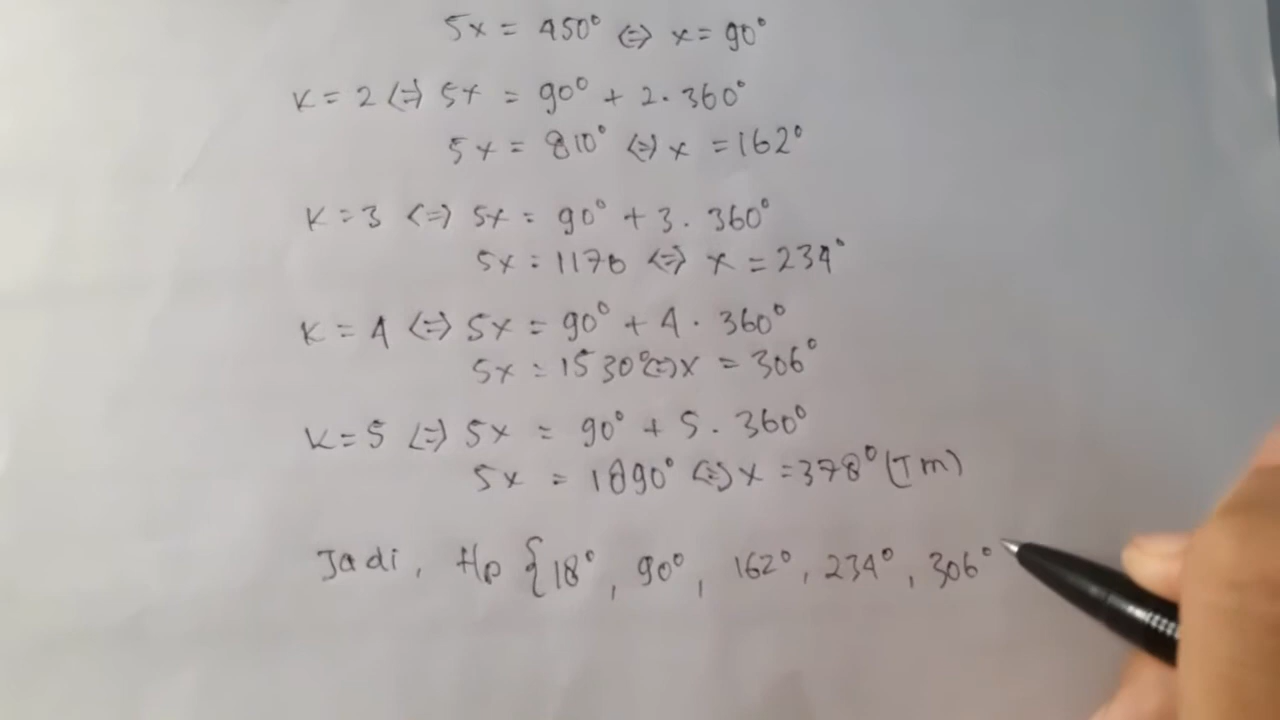 5x = 450° <=> x = 90°
K = 2 <=> 5x = 90° + 2. 360°
5x = 810° <=> x = 162°
K = 3 <=> 5x = 90° + 3. 360°
5x = 1170 <=> x = 234°
K = 4 <=> 5x = 90° + 4. 360°
5x = 1530° <=> x = 306°
K = 5 <=> 5x = 90° + 5. 360°
5x = 1890° <=> x = 378° (TM)
Jadi, Hp {18°, 90°, 162°, 234°, 306°